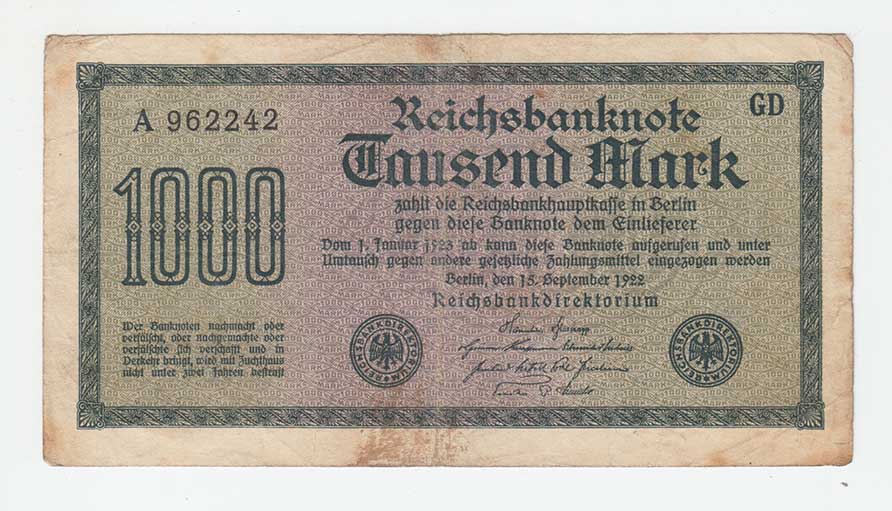 A 962242
GD
Reichsbanknote
Tausend Mark
1000
zahlt die Reichsbankhauptkasse in Berlin
gegen diese Banknote dem Einlieferer
Vom 1. Januar 1923 ab kann diese Banknote aufgerufen und unter
Umtausch gegen andere gesetzliche Zahlungsmittel eingezogen werden
Berlin, den 15. September 1922
Reichsbankdirektorium
Wer Banknoten nachmacht oder
verfälscht, oder nachgemachte oder
verfälschte sich verschafft und in
Verkehr bringt, wird mit Zuchthaus
nicht unter zwei Jahren bestraft
REICHSBANKDIREKTORIUM
REICHSBANKDIREKTORIUM